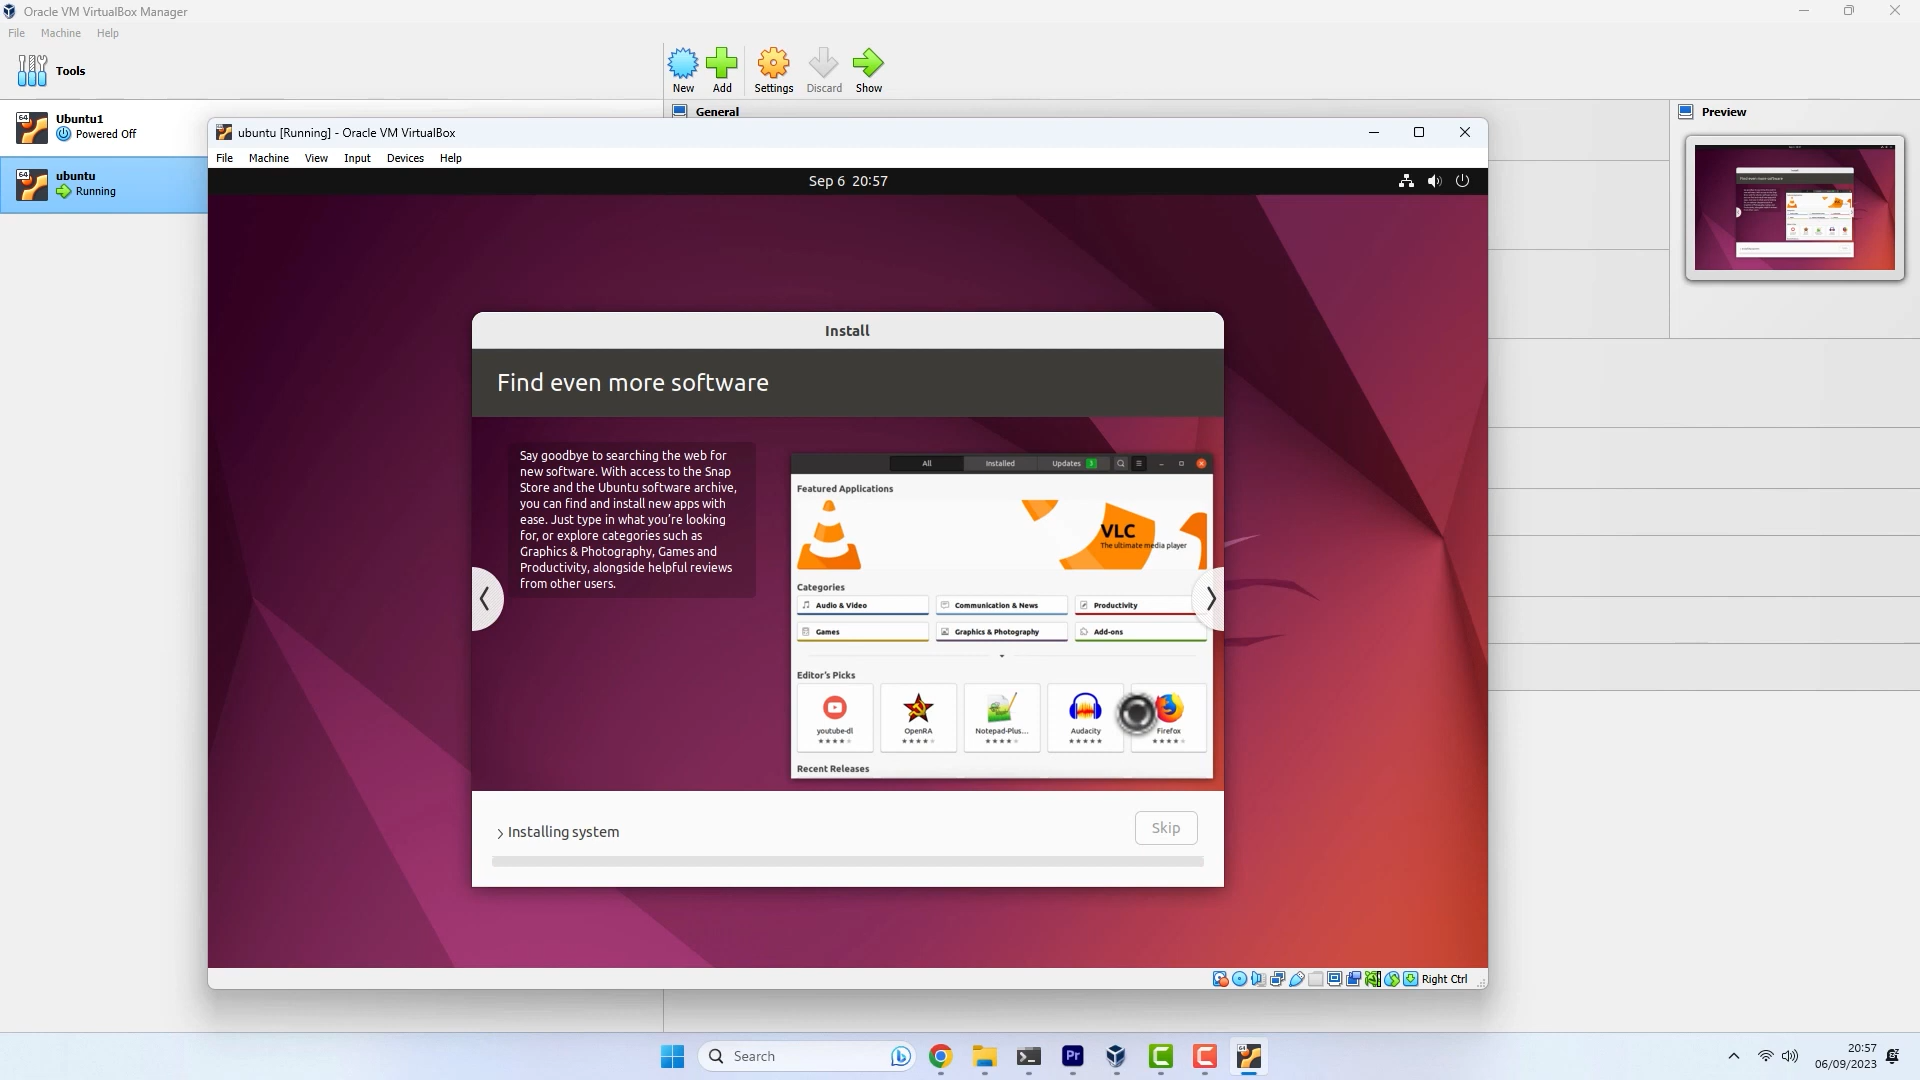 Oracle VM VirtualBox Manager
File Machine Help
Tools
New Add Settings Discard Show
64
Ubuntu1
Powered Off
64
ubuntu
Running
General
Preview
ubuntu [Running] - Oracle VM VirtualBox
File Machine View Input Devices Help
Sep 6 20:57
Install
Find even more software
Say goodbye to searching the web for
new software. With access to the Snap
Store and the Ubuntu software archive,
you can find and install new apps with
ease. Just type in what you're looking
for, or explore categories such as
Graphics & Photography, Games and
Productivity, alongside helpful reviews
from other users.
All Installed Updates 3
Featured Applications
VLC
The ultimate media player
Categories
Audio & Video Communication & News Productivity
Games Graphics & Photography Add-ons
Editor's Picks
youtube-dl OpenRA Notepad-Plus... Audacity Firefox
Recent Releases
Installing system
Skip
Right Ctrl
Search
Pr
64
20:57
06/09/2023